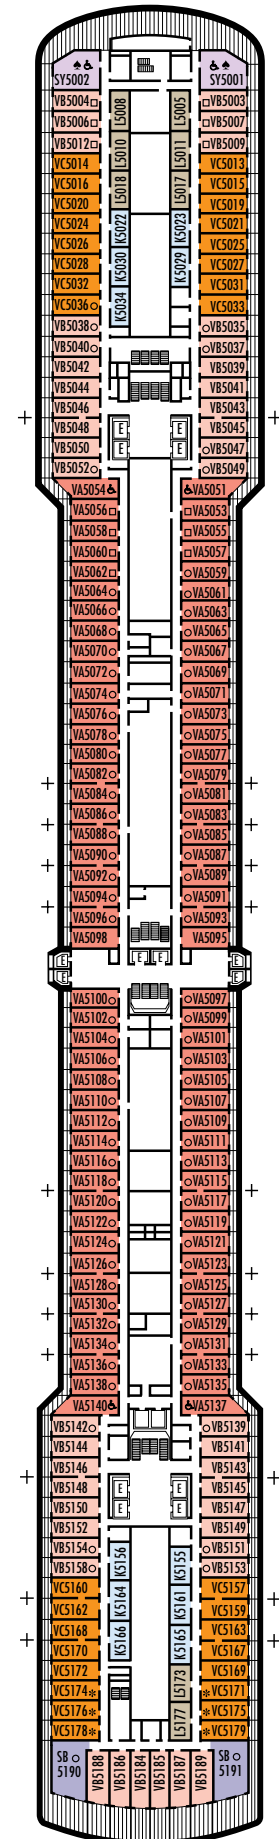 ♠♿ ♠♿
SY5002 SY5001
VB5004□ L5008 L5005 □VB5003
VB5006□ □VB5007
VB5012□ L5010 L5011 □VB5009
VC5014 VC5013
VC5016 L5018 L5017 VC5015
VC5020 VC5019
VC5024 K5022 K5023 VC5021
VC5026 VC5025
VC5028 K5030 K5029 VC5027
VC5032 VC5031
VC5036○ K5034 VC5033
VB5038○ ○VB5035
VB5040○ ○VB5037
VB5042 VB5039
VB5044 VB5041
VB5046 VB5043
VB5048 E E VB5045
VB5050 E E ○VB5047
VB5052○ ○VB5049
VA5054♿ ♿VA5051
VA5056□ □VA5053
VA5058□ □VA5055
VA5060□ □VA5057
VA5062□ ○VA5059
VA5064○ ○VA5061
VA5066○ ○VA5063
VA5068○ ○VA5065
VA5070○ ○VA5067
VA5072○ ○VA5069
VA5074○ ○VA5071
VA5076○ ○VA5073
VA5078○ ○VA5075
VA5080○ ○VA5077
VA5082○ ○VA5079
VA5084○ ○VA5081
VA5086○ ○VA5083
VA5088○ ○VA5085
VA5090○ ○VA5087
VA5092○ ○VA5089
VA5094○ ○VA5091
VA5096○ ○VA5093
VA5098 VA5095
E E E E
E E
VA5100○ ○VA5097
VA5102○ ○VA5099
VA5104○ ○VA5101
VA5106○ ○VA5103
VA5108○ ○VA5105
VA5110○ ○VA5107
VA5112○ ○VA5109
VA5114○ ○VA5111
VA5116○ ○VA5113
VA5118○ ○VA5115
VA5120○ ○VA5117
VA5122○ ○VA5119
VA5124○ ○VA5121
VA5126○ ○VA5123
VA5128○ ○VA5125
VA5130○ ○VA5127
VA5132○ ○VA5129
VA5134○ ○VA5131
VA5136○ ○VA5133
VA5138○ ○VA5135
VA5140♿ ♿VA5137
VB5142○ ○VB5139
VB5144 VB5141
VB5146 VB5143
VB5148 E E VB5145
VB5150 E E VB5147
VB5152 VB5149
VB5154○ K5156 K5155 ○VB5151
VB5158○ ○VB5153
VC5160 K5164 K5161 VC5157
VC5162 VC5159
VC5168 K5166 K5165 VC5163
VC5170 VC5167
VC5172 L5173 VC5169
VC5174✻ ✻VC5171
VC5176✻ L5177 ✻VC5175
VC5178✻ ✻VC5179
SB○ SB○
5190 VB5188 VB5186 VB5184 VB5185 VB5187 VB5189 5191